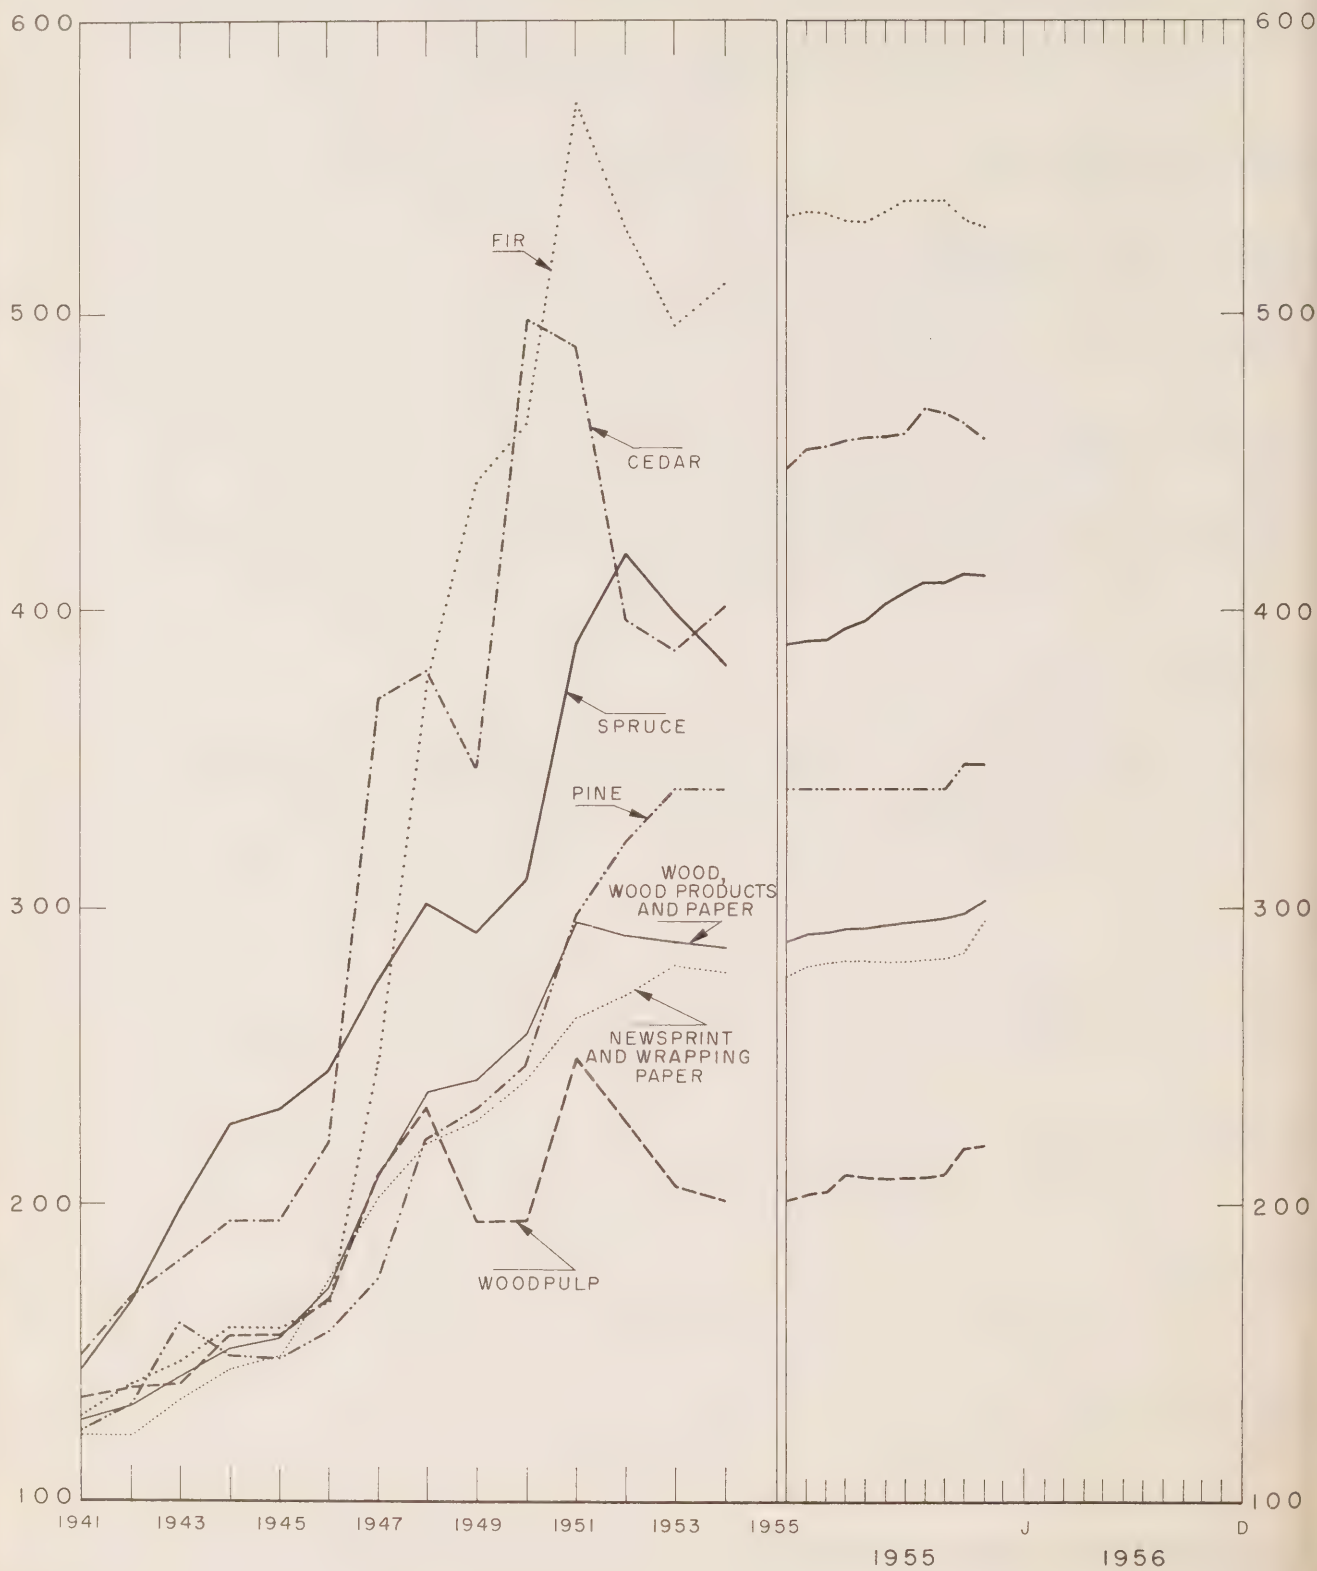 600
600
FIR
500
500
CEDAR
400
400
SPRUCE
PINE
WOOD,
WOOD PRODUCTS
AND PAPER
300
300
NEWSPRINT
AND WRAPPING
PAPER
200
200
WOODPULP
100
100
1941 1943 1945 1947 1949 1951 1953 1955 J D
1955 1956